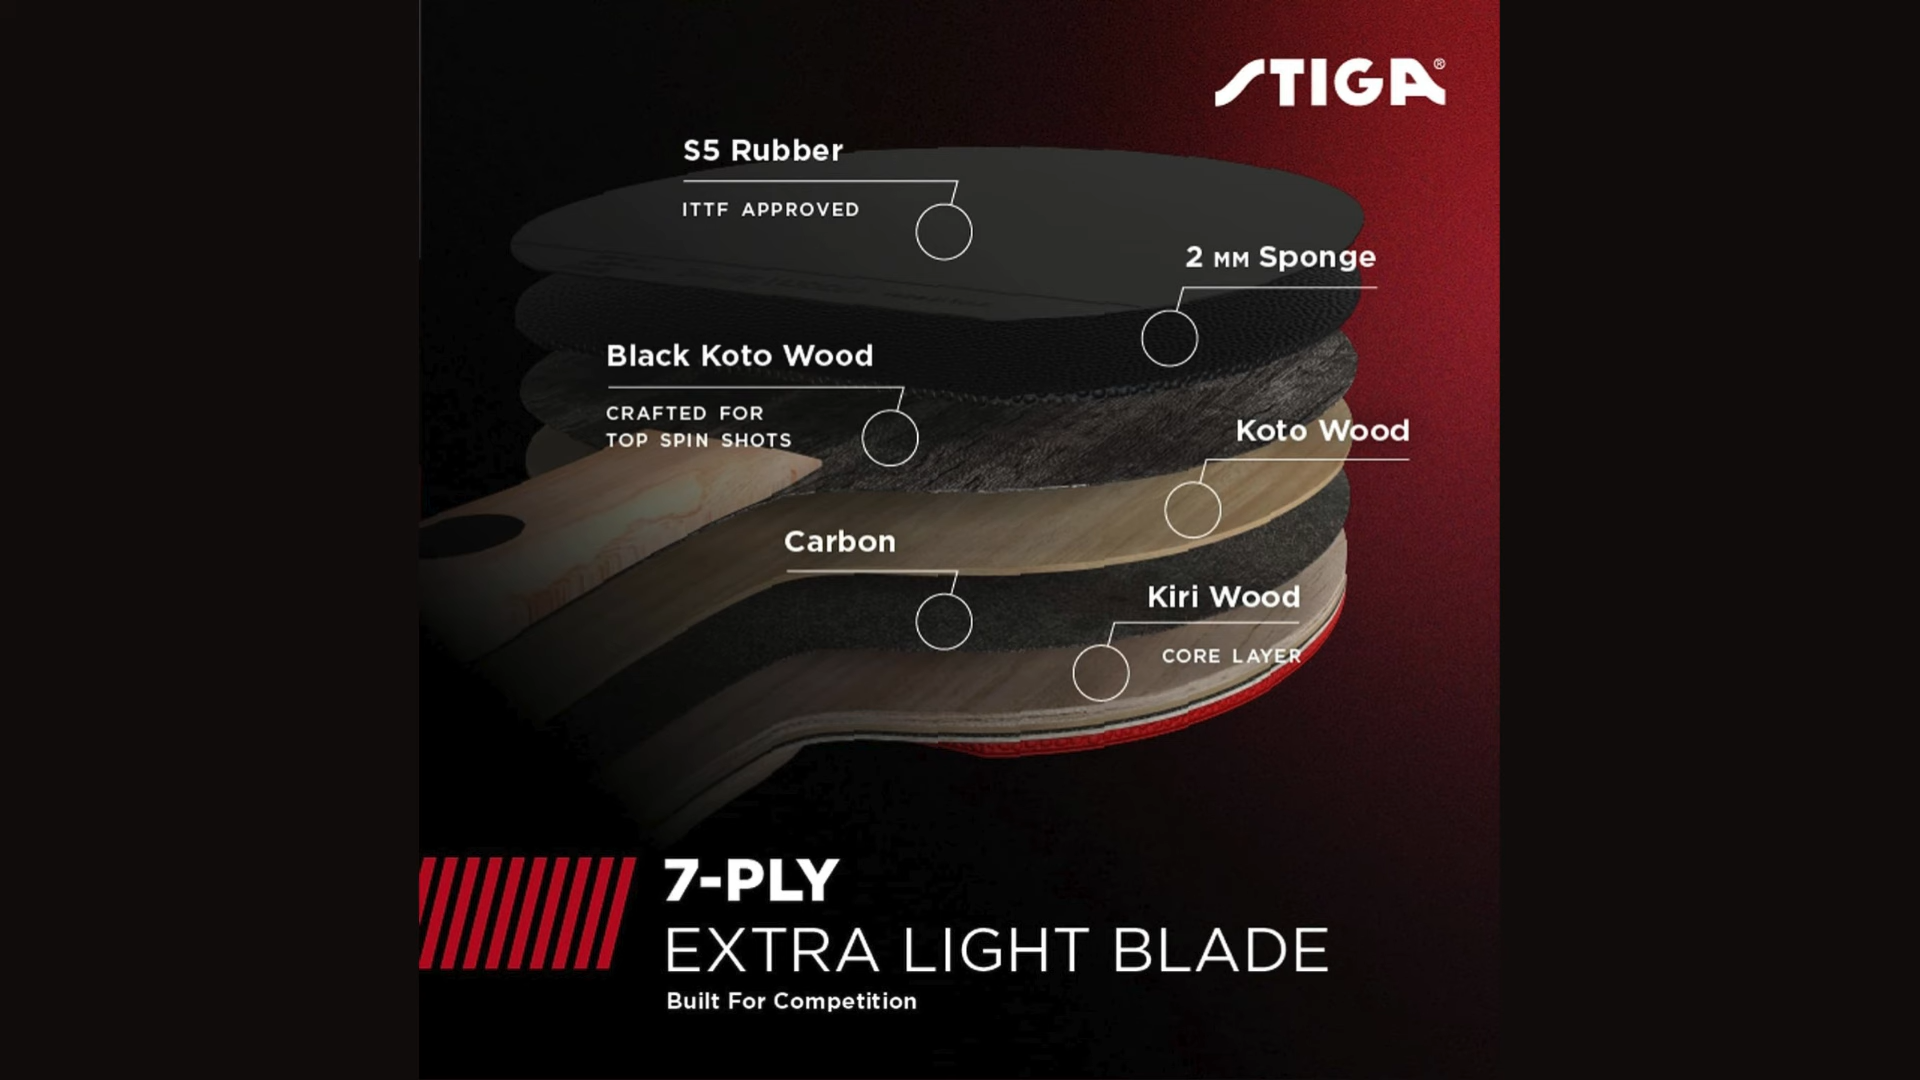 STIGA®
S5 Rubber
ITTF APPROVED
2 MM Sponge
Black Koto Wood
CRAFTED FOR
TOP SPIN SHOTS
Koto Wood
Carbon
Kiri Wood
CORE LAYER
7-PLY
EXTRA LIGHT BLADE
Built For Competition